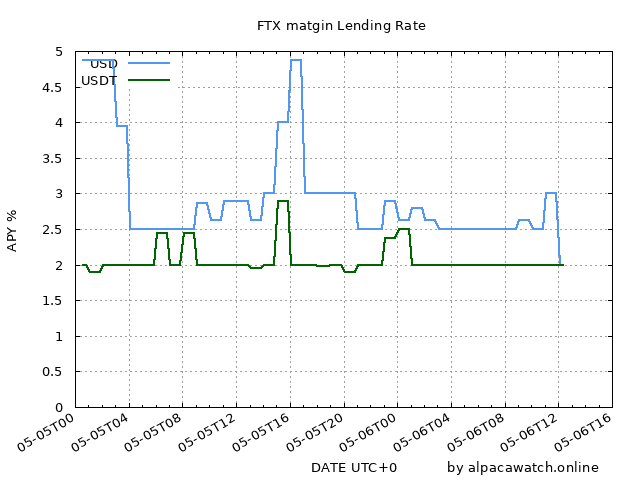 FTX matgin Lending Rate
USD
USDT
5
4.5
4
3.5
3
2.5
2
1.5
1
0.5
0
APY %
05-05T00
05-05T04
05-05T08
05-05T12
05-05T16
05-05T20
05-06T00
05-06T04
05-06T08
05-06T12
05-06T16
DATE UTC+0
by alpacawatch.online